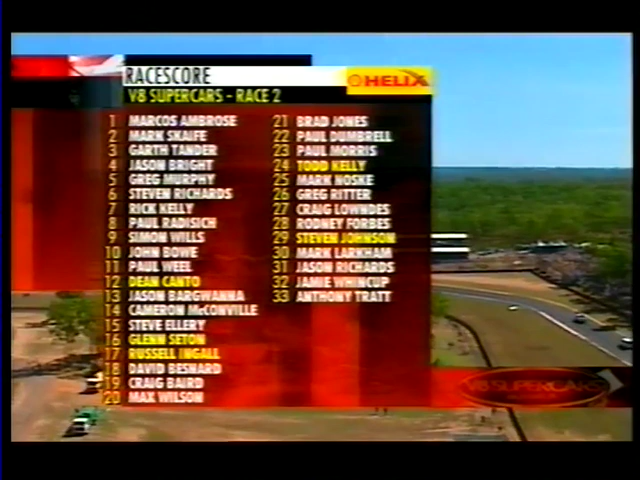 RACESCORE
HELIX
V8 SUPERCARS - RACE 2
1 MARCOS AMBROSE
2 MARK SKAIFE
3 GARTH TANDER
4 JASON BRIGHT
5 GREG MURPHY
6 STEVEN RICHARDS
7 RICK KELLY
8 PAUL RADISICH
9 SIMON WILLS
10 JOHN BOWE
11 PAUL WEEL
12 DEAN CANTO
13 JASON BARGWANNA
14 CAMERON McCONVILLE
15 STEVE ELLERY
16 GLENN SETON
17 RUSSELL INGALL
18 DAVID BESNARD
19 CRAIG BAIRD
20 MAX WILSON
21 BRAD JONES
22 PAUL DUMBRELL
23 PAUL MORRIS
24 TODD KELLY
25 MARK NOSKE
26 GREG RITTER
27 CRAIG LOWNDES
28 RODNEY FORBES
29 STEVEN JOHNSON
30 MARK LARKHAM
31 JASON RICHARDS
32 JAMIE WHINCUP
33 ANTHONY TRATT
V8 SUPERCARS